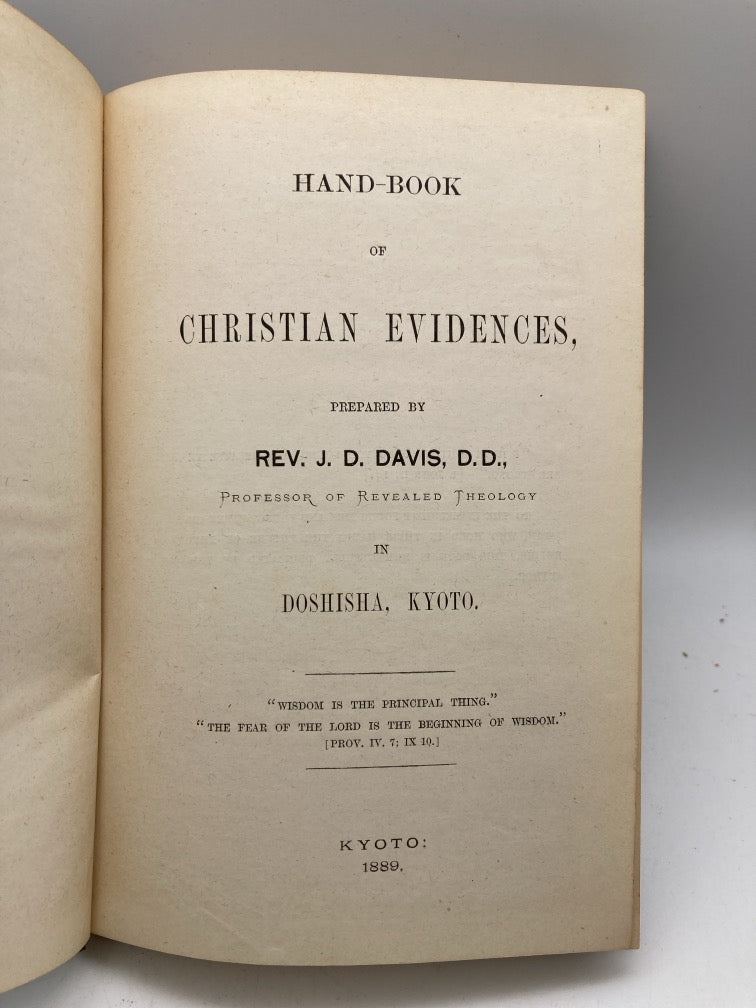 HAND-BOOK
OF
CHRISTIAN EVIDENCES,
PREPARED BY
REV. J. D. DAVIS, D.D.,
PROFESSOR OF REVEALED THEOLOGY
IN
DOSHISHA, KYOTO.
"WISDOM IS THE PRINCIPAL THING."
"THE FEAR OF THE LORD IS THE BEGINNING OF WISDOM."
[PROV. IV. 7; IX 10.]
KYOTO:
1889.